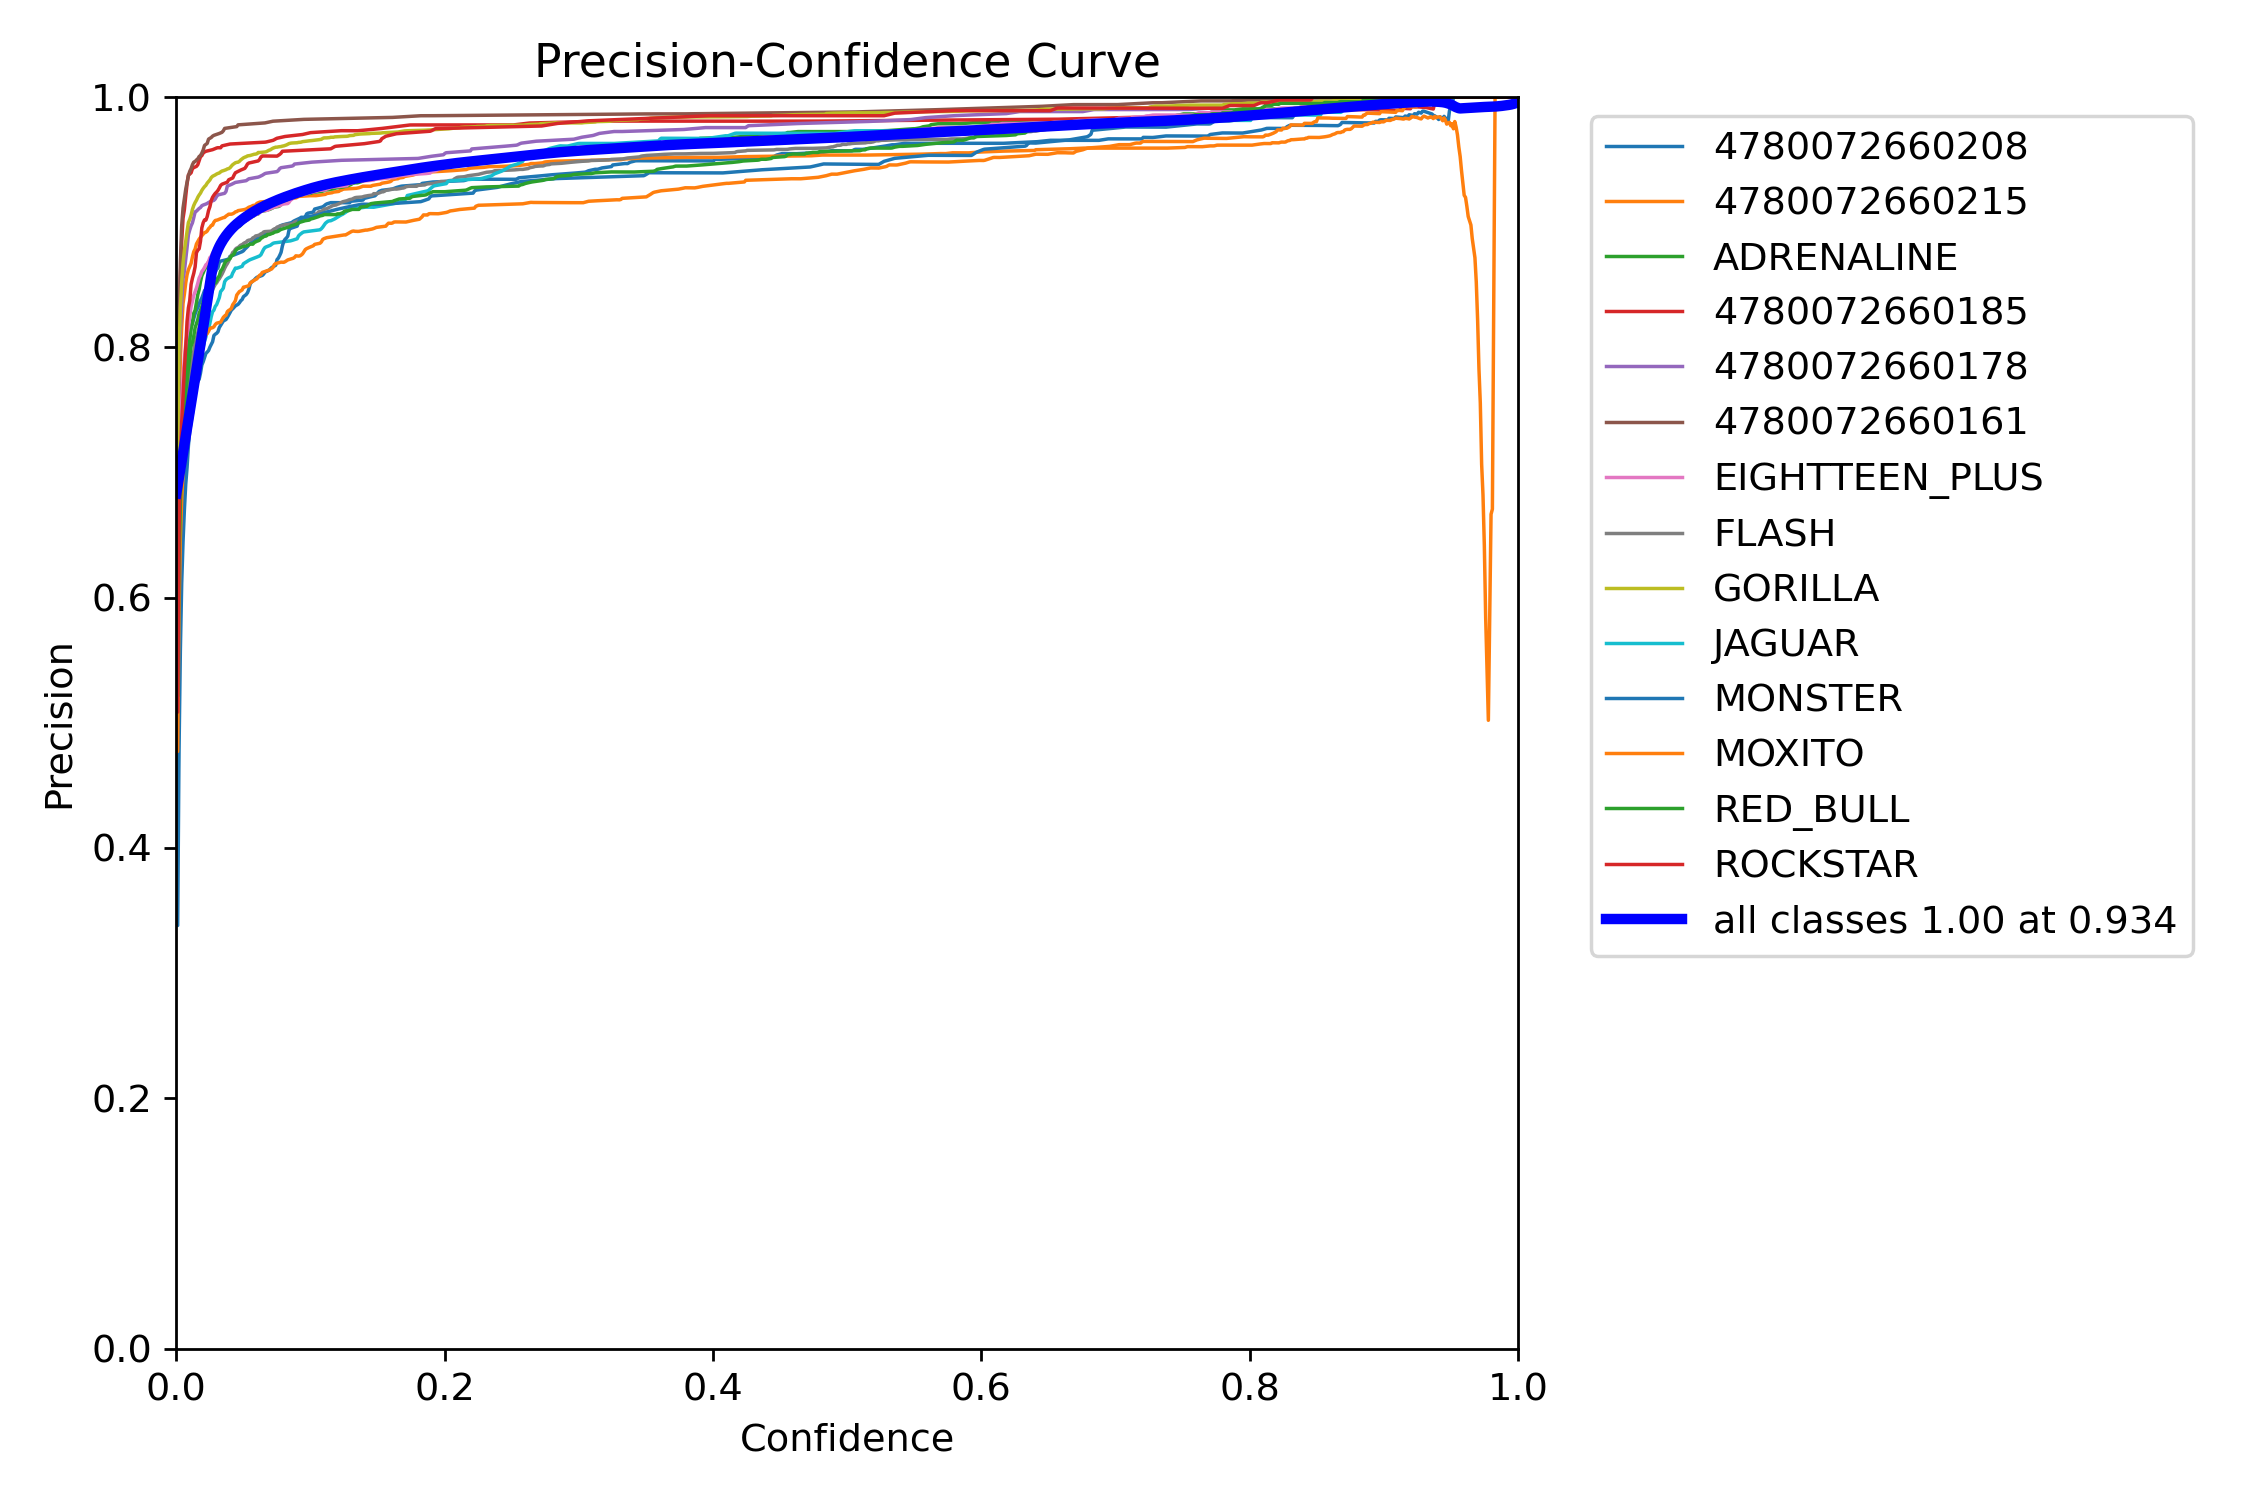 Precision-Confidence Curve
1.0
0.8
0.6
0.4
0.2
0.0
Precision
0.0 0.2 0.4 0.6 0.8 1.0
Confidence
4780072660208
4780072660215
ADRENALINE
4780072660185
4780072660178
4780072660161
EIGHTTEEN_PLUS
FLASH
GORILLA
JAGUAR
MONSTER
MOXITO
RED_BULL
ROCKSTAR
all classes 1.00 at 0.934